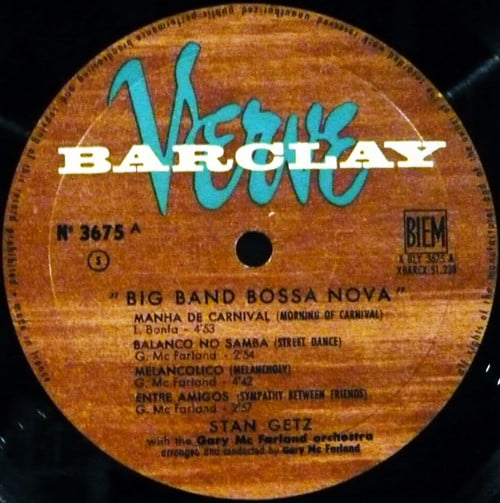 VERVE
BARCLAY
Nº 3675 A
S
BIEM
X BLY 3675 A
XBARCX 51.238
"BIG BAND BOSSA NOVA"
MANHA DE CARNIVAL (MORNING OF CARNIVAL)
L. Bonfa - 4'53
BALANCO NO SAMBA (STREET DANCE)
G. Mc Farland - 2'54
MELANCOLICO (MELANCHOLY)
G. Mc Farland - 4'42
ENTRE AMIGOS (SYMPATHY BETWEEN FRIENDS)
G. Mc Farland - 2'57
STAN GETZ
with the Gary Mc Farland orchestra
arranged and conducted by Gary Mc Farland